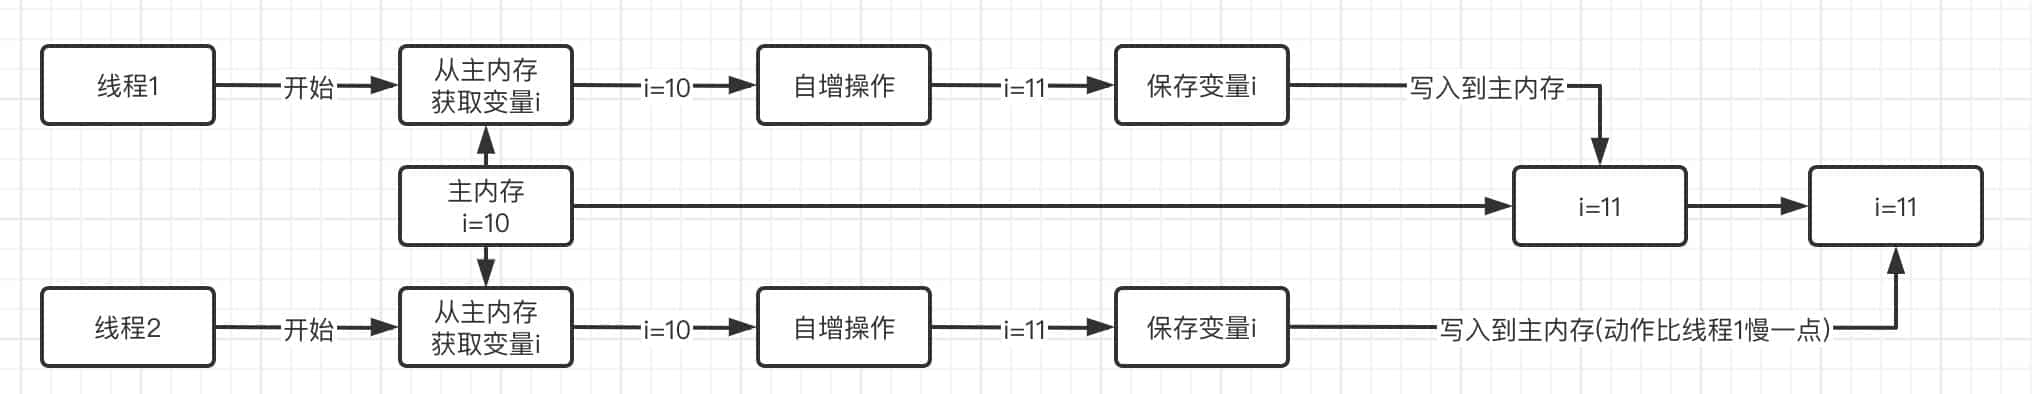 线程1
开始
从主内存
获取变量i
i=10
自增操作
i=11
保存变量i
写入到主内存
主内存
i=10
i=11
i=11
线程2
开始
从主内存
获取变量i
i=10
自增操作
i=11
保存变量i
写入到主内存(动作比线程1慢一点)